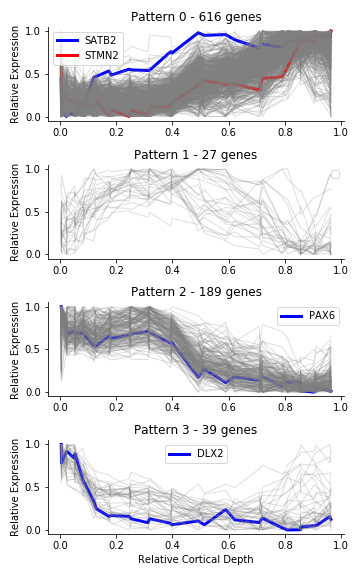 Pattern 0 - 616 genes
Relative Expression
1.0
0.5
0.0
SATB2
STMN2
0.0 0.2 0.4 0.6 0.8 1.0
Pattern 1 - 27 genes
Relative Expression
1.0
0.5
0.0
0.0 0.2 0.4 0.6 0.8 1.0
Pattern 2 - 189 genes
Relative Expression
1.0
0.5
0.0
PAX6
0.0 0.2 0.4 0.6 0.8 1.0
Pattern 3 - 39 genes
Relative Expression
1.0
0.5
0.0
DLX2
0.0 0.2 0.4 0.6 0.8 1.0
Relative Cortical Depth